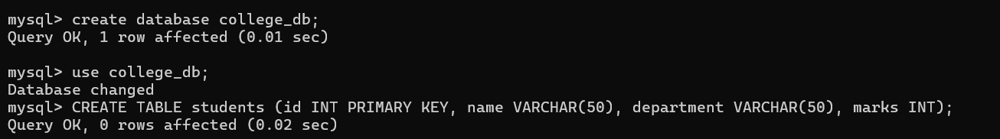 mysql> create database college_db;
Query OK, 1 row affected (0.01 sec)
mysql> use college_db;
Database changed
mysql> CREATE TABLE students (id INT PRIMARY KEY, name VARCHAR(50), department VARCHAR(50), marks INT);
Query OK, 0 rows affected (0.02 sec)